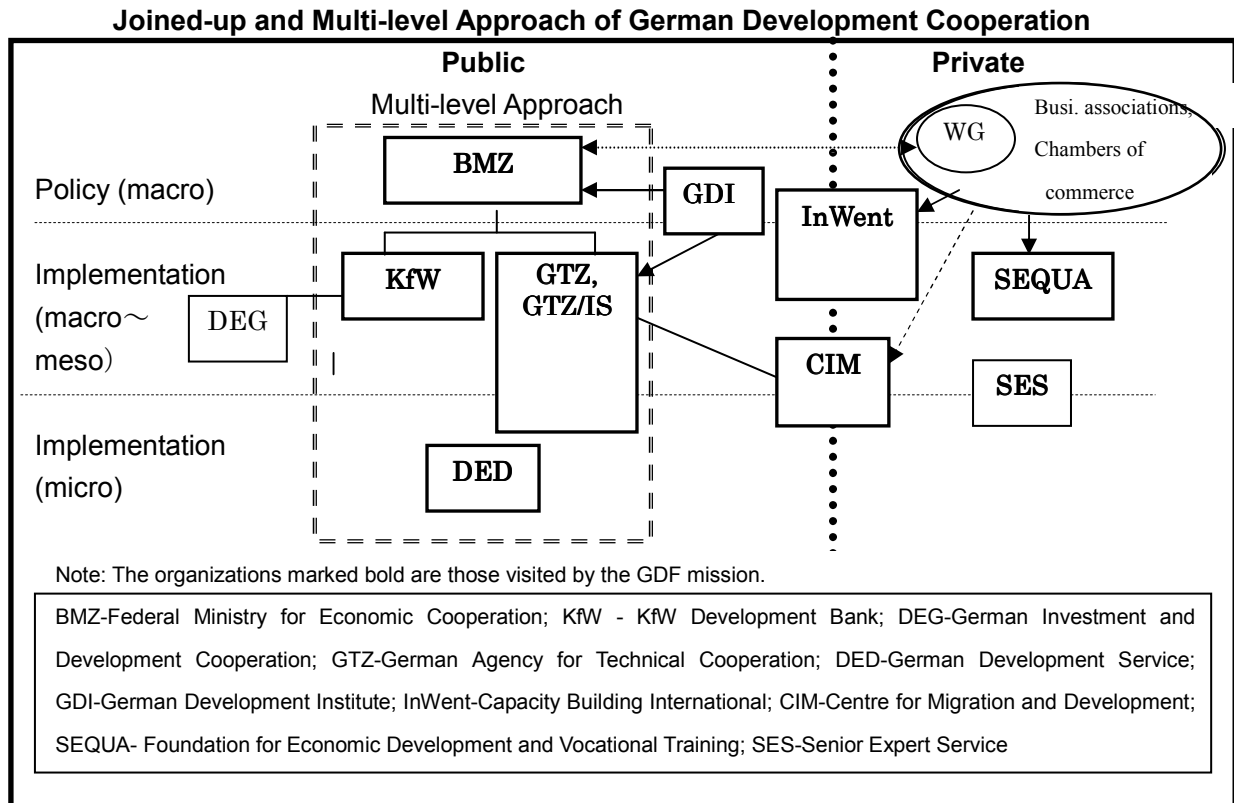 Joined-up and Multi-level Approach of German Development Cooperation
Public
Private
Multi-level Approach
WG
Busi. associations,
Chambers of
commerce
BMZ
Policy (macro)
GDI
InWent
Implementation
(macro～
meso）
KfW
GTZ,
GTZ/IS
SEQUA
DEG
CIM
SES
Implementation
(micro)
DED
Note: The organizations marked bold are those visited by the GDF mission.
BMZ-Federal Ministry for Economic Cooperation; KfW - KfW Development Bank; DEG-German Investment and
Development Cooperation; GTZ-German Agency for Technical Cooperation; DED-German Development Service;
GDI-German Development Institute; InWent-Capacity Building International; CIM-Centre for Migration and Development;
SEQUA- Foundation for Economic Development and Vocational Training; SES-Senior Expert Service